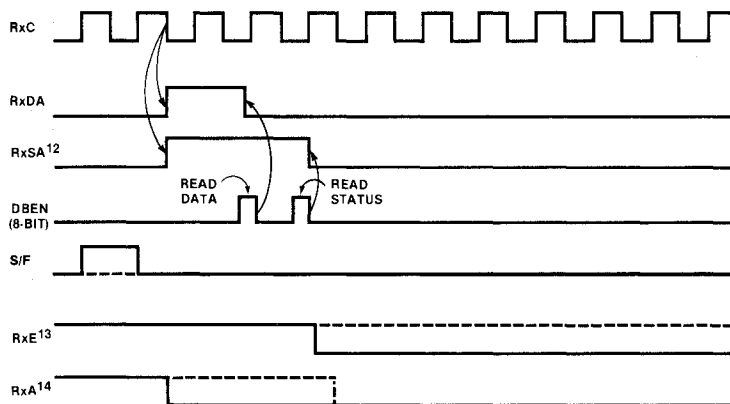 RxC
RxDA
RxSA12
READ DATA
READ STATUS
DBEN
(8-BIT)
S/F
RxE13
RxA14